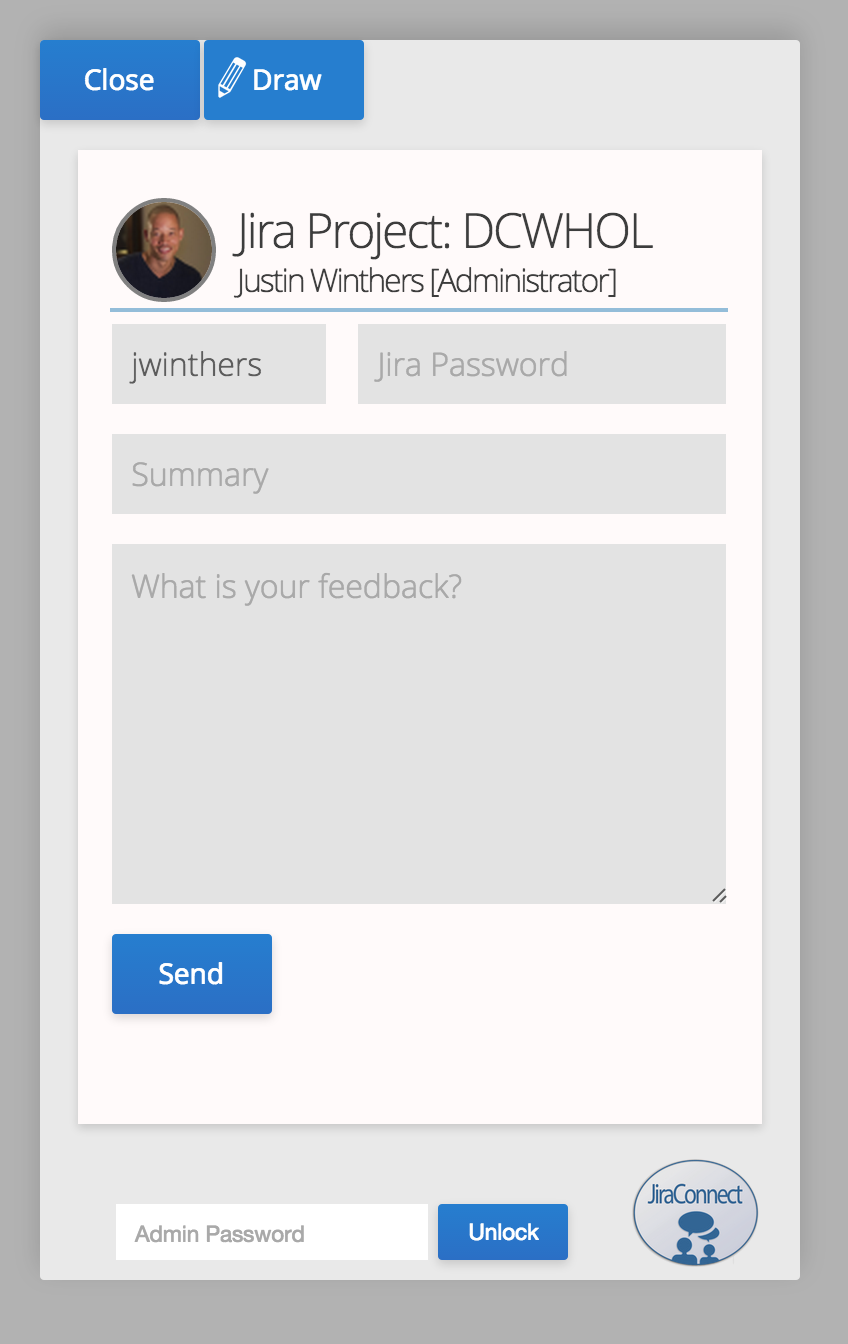 Close Draw
Jira Project: DCWHOL
Justin Winthers [Administrator]
jwinthers Jira Password
Summary
What is your feedback?
Send
JiraConnect
Admin Password Unlock